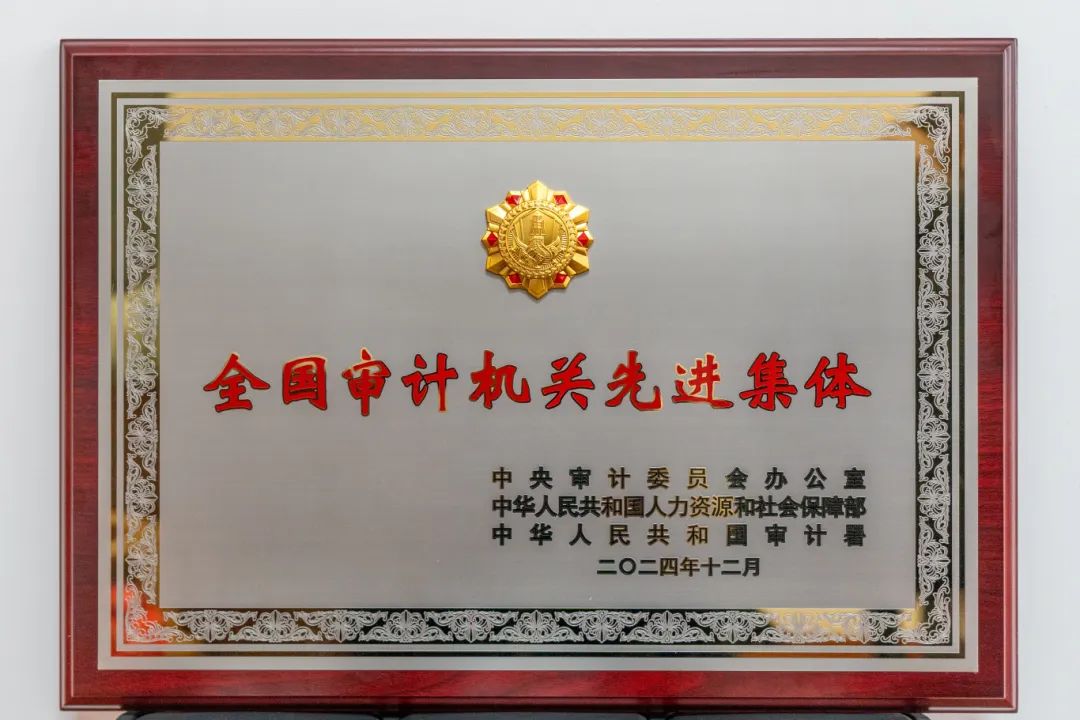 全国审计机关先进集体
中央审计委员会办公室
中华人民共和国人力资源和社会保障部
中华人民共和国审计署
二〇二四年十二月